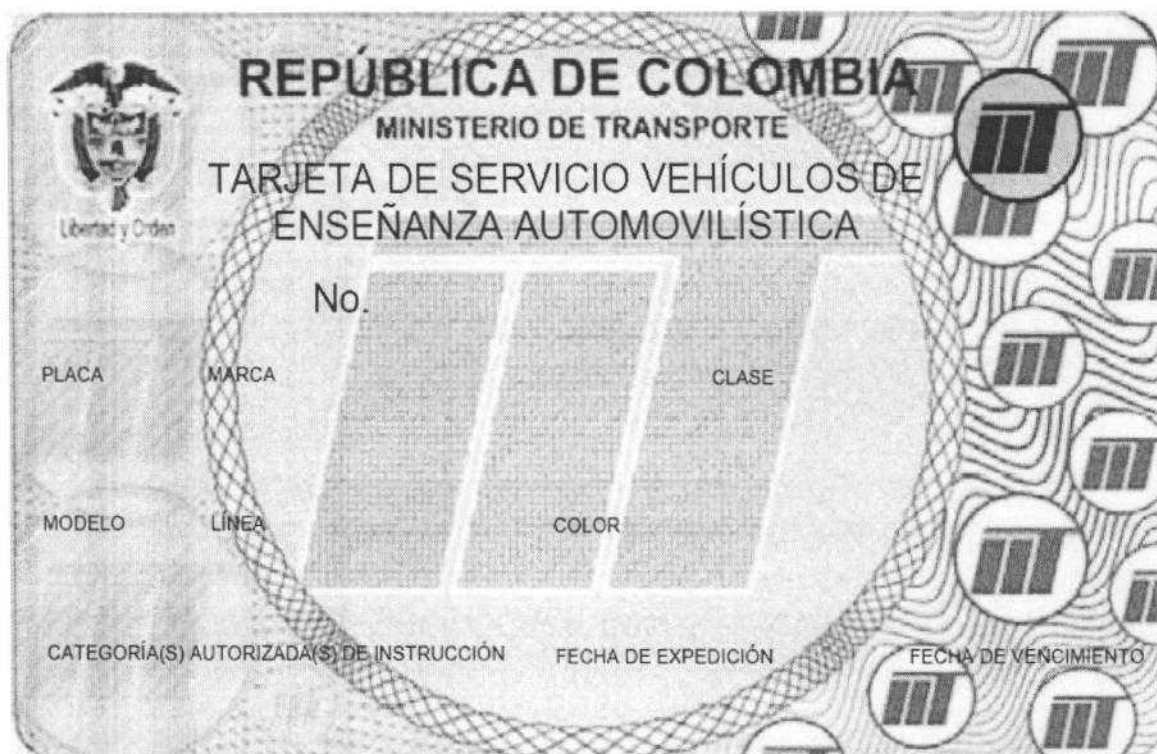 REPÚBLICA DE COLOMBIA
MINISTERIO DE TRANSPORTE
TARJETA DE SERVICIO VEHÍCULOS DE
ENSEÑANZA AUTOMOVILÍSTICA
Libertad y Orden
No.
PLACA MARCA CLASE
MODELO LÍNEA COLOR
CATEGORÍA(S) AUTORIZADA(S) DE INSTRUCCIÓN FECHA DE EXPEDICIÓN FECHA DE VENCIMIENTO